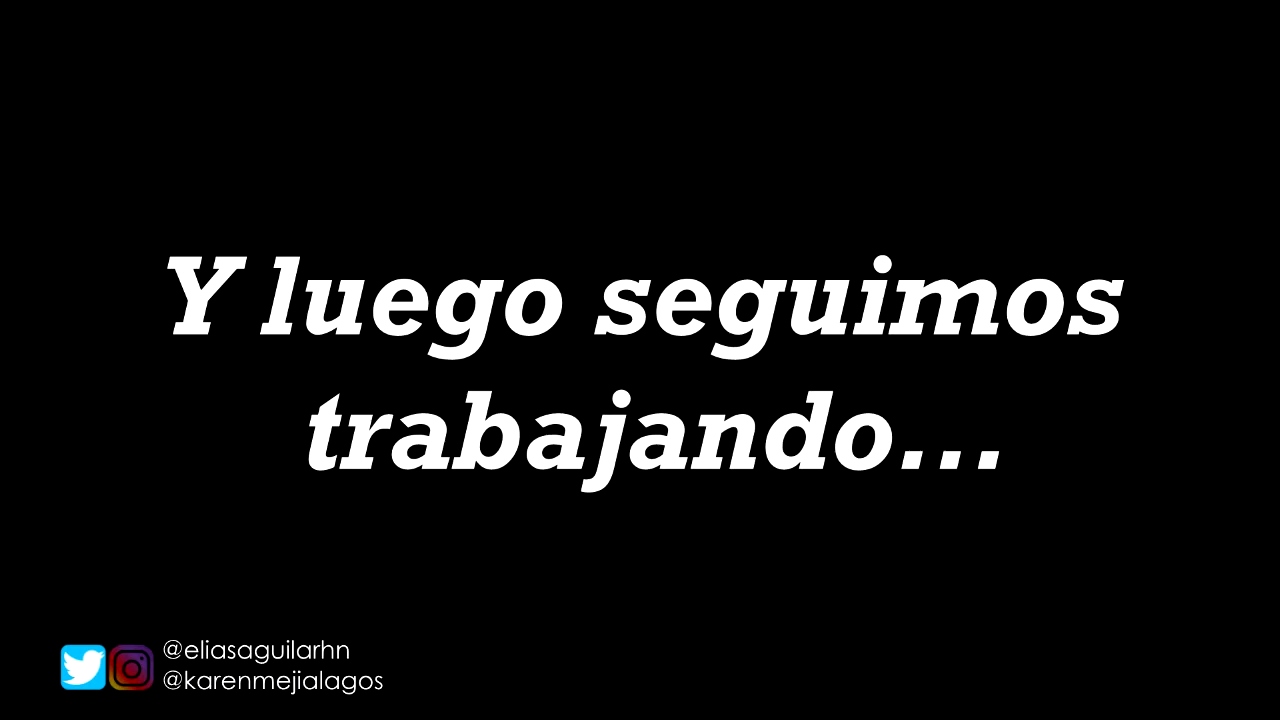 Y luego seguimos
trabajando...
@eliasaguilarhn
@karenmejialagos